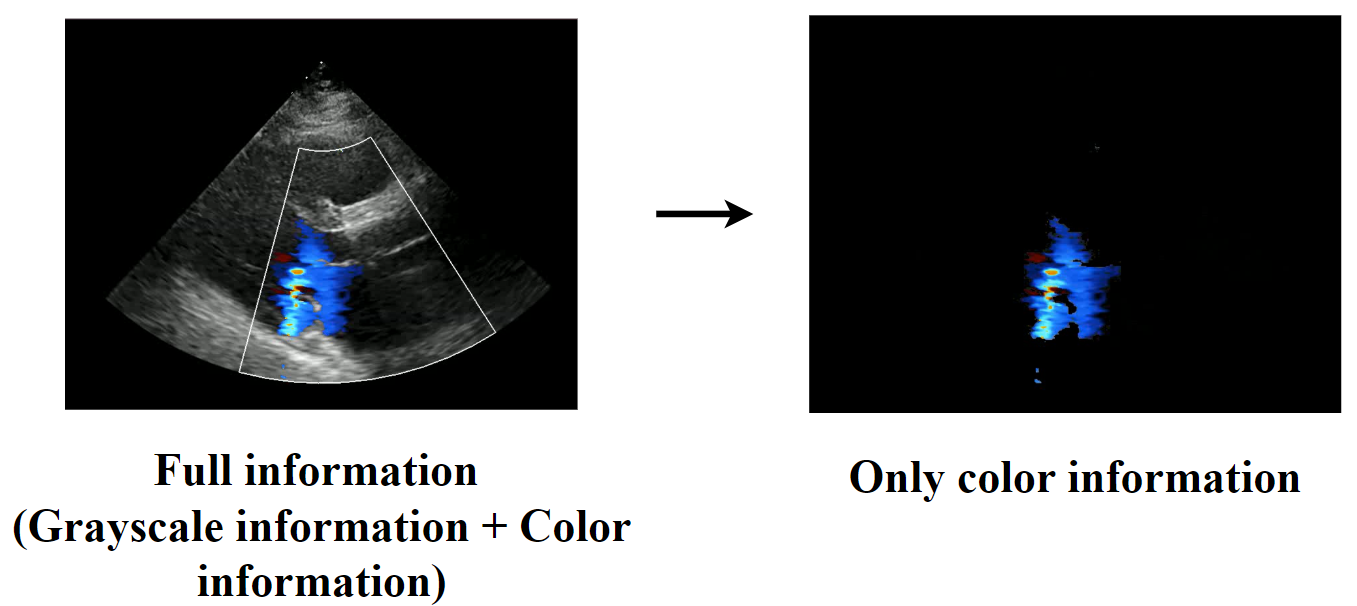 Full information
(Grayscale information + Color
information)
Only color information